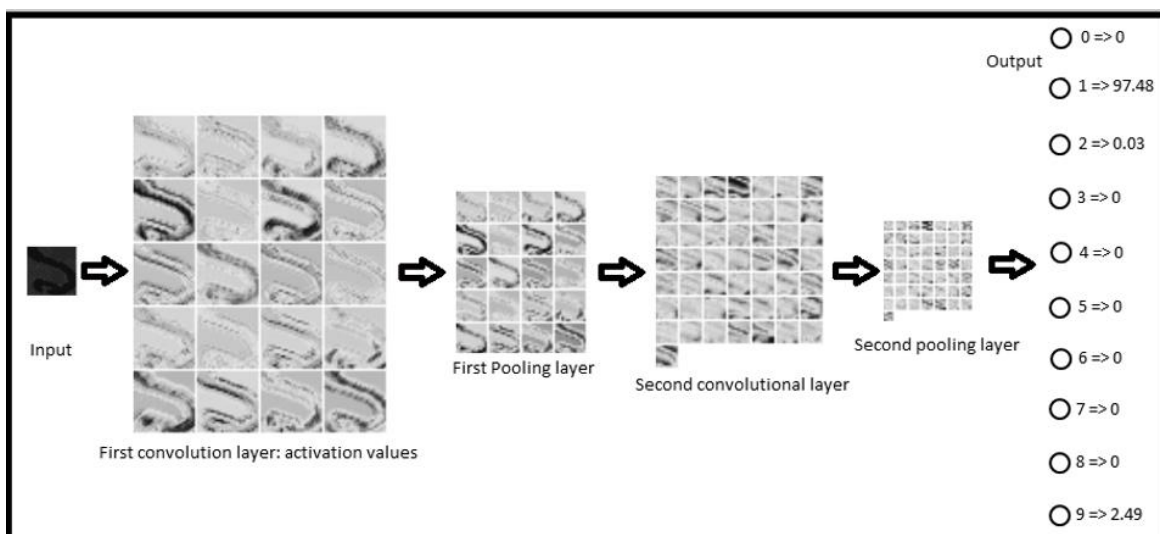 Input
First convolution layer: activation values
First Pooling layer
Second convolutional layer
Second pooling layer
Output
0 => 0
1 => 97.48
2 => 0.03
3 => 0
4 => 0
5 => 0
6 => 0
7 => 0
8 => 0
9 => 2.49